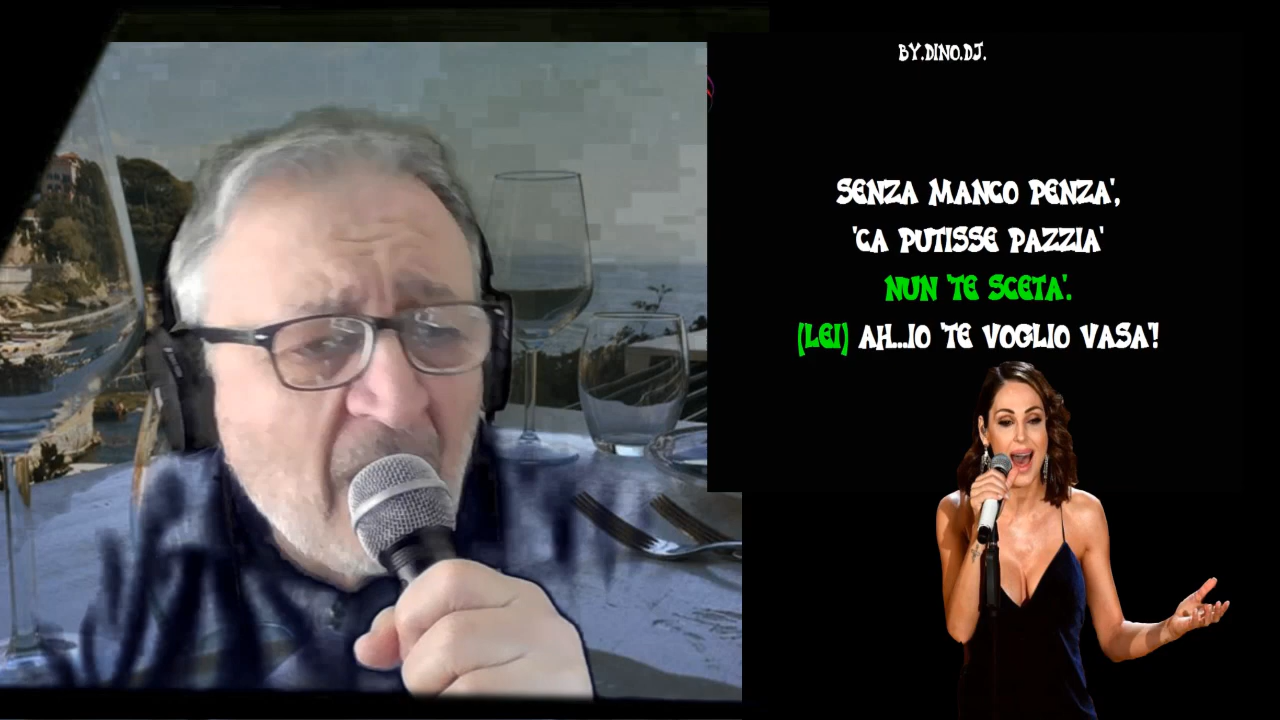 BY.DINO.DJ.
SENZA MANCO PENZA',
'CA PUTISSE PAZZIA'
NUN 'TE SCETA'.
(LEI) AH...IO 'TE VOGLIO VASA'!